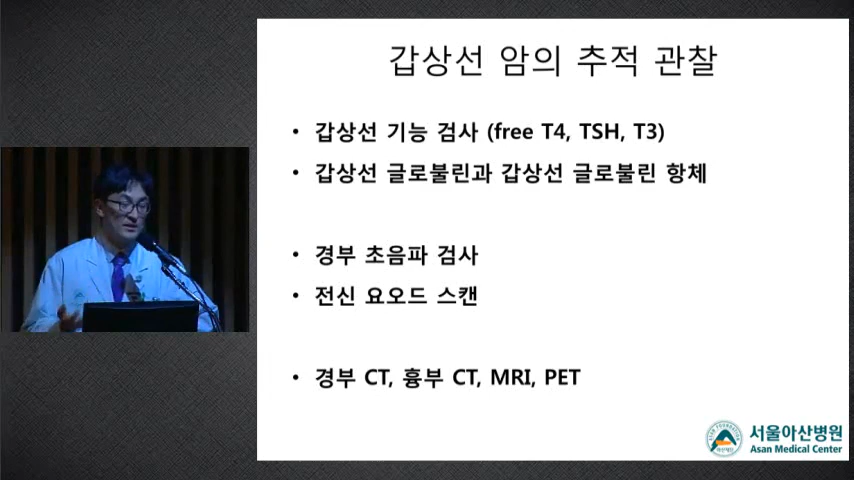 갑상선 암의 추적 관찰
• 갑상선 기능 검사 (free T4, TSH, T3)
• 갑상선 글로불린과 갑상선 글로불린 항체
• 경부 초음파 검사
• 전신 요오드 스캔
• 경부 CT, 흉부 CT, MRI, PET
서울아산병원
Asan Medical Center